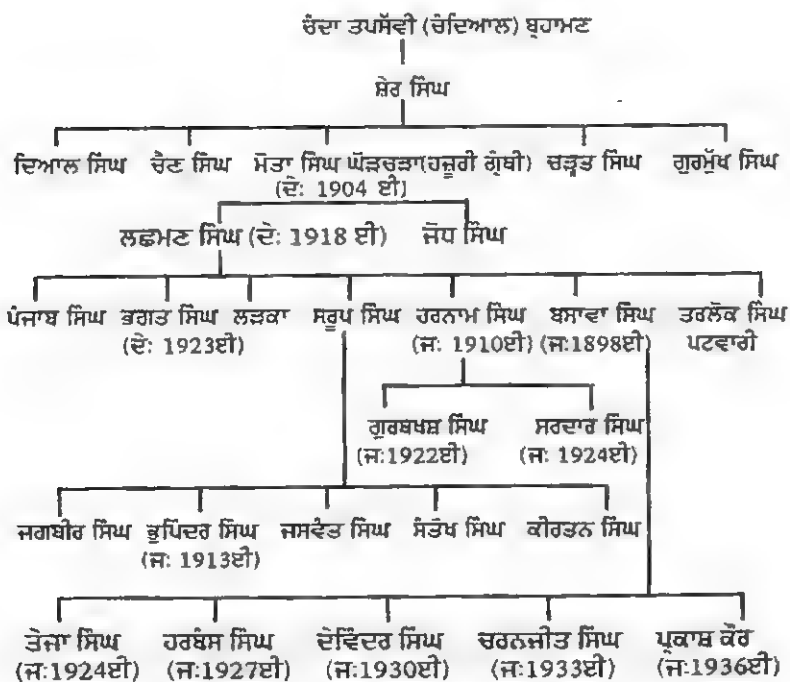 ਚੰਦਾ ਤਪਸੱਵੀ (ਚੰਦਿਆਲ) ਬ੍ਰਹਾਮਣ
ਸ਼ੇਰ ਸਿੰਘ
ਦਿਆਲ ਸਿੰਘ ਚੈਣ ਸਿੰਘ ਮੋਤਾ ਸਿੰਘ ਘੋੜਚੜਾ(ਹਜ਼ੂਰੀ ਗ੍ਰੰਥੀ) ਚੜ੍ਹਤ ਸਿੰਘ ਗੁਰਮੁੱਖ ਸਿੰਘ
(ਦੇ: 1904 ਈ)
ਲਛਮਣ ਸਿੰਘ (ਦੇ: 1918 ਈ) ਜੋਧ ਸਿੰਘ
ਪੰਜਾਬ ਸਿੰਘ ਭਗਤ ਸਿੰਘ ਲੜਕਾ ਸਰੂਪ ਸਿੰਘ ਹਰਨਾਮ ਸਿੰਘ ਬਸਾਵਾ ਸਿੰਘ ਤਰਲੋਕ ਸਿੰਘ
(ਦੇ: 1923ਈ) (ਜ: 1910ਈ) (ਜ:1898ਈ) ਪਟਵਾਰੀ
ਗੁਰਬਖਸ਼ ਸਿੰਘ ਸਰਦਾਰ ਸਿੰਘ
(ਜ:1922ਈ) (ਜ: 1924ਈ)
ਜਗਬੀਰ ਸਿੰਘ ਭੁਪਿੰਦਰ ਸਿੰਘ ਜਸਵੰਤ ਸਿੰਘ ਸੰਤੋਖ ਸਿੰਘ ਕੀਰਤਨ ਸਿੰਘ
(ਜ: 1913ਈ)
ਤੇਜਾ ਸਿੰਘ ਹਰਬੰਸ ਸਿੰਘ ਦੇਵਿੰਦਰ ਸਿੰਘ ਚਰਨਜੀਤ ਸਿੰਘ ਪ੍ਰਕਾਸ਼ ਕੌਰ
(ਜ:1924ਈ) (ਜ:1927ਈ) (ਜ:1930ਈ) (ਜ:1933ਈ) (ਜ:1936ਈ)